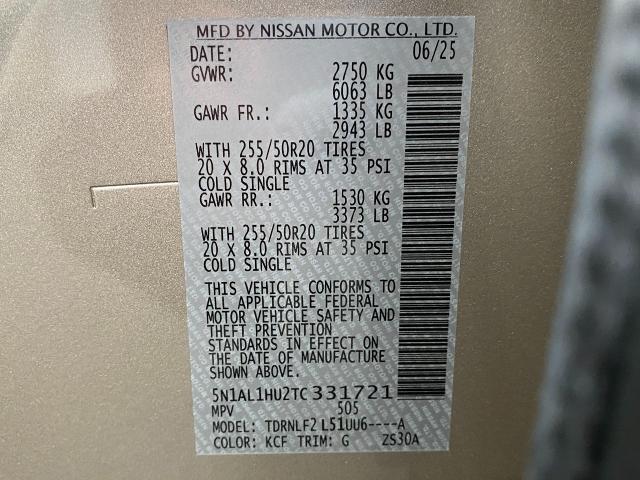 MFD BY NISSAN MOTOR CO., LTD.
DATE: 06/25
GVWR: 2750 KG
6063 LB
GAWR FR.: 1335 KG
2943 LB
WITH 255/50R20 TIRES
20 X 8.0 RIMS AT 35 PSI
COLD SINGLE
GAWR RR.: 1530 KG
3373 LB
WITH 255/50R20 TIRES
20 X 8.0 RIMS AT 35 PSI
COLD SINGLE
THIS VEHICLE CONFORMS TO
ALL APPLICABLE FEDERAL
MOTOR VEHICLE SAFETY AND
THEFT PREVENTION
STANDARDS IN EFFECT ON
THE DATE OF MANUFACTURE
SHOWN ABOVE.
5N1AL1HU2TC331721
MPV 505
MODEL: TDRNLF2 L51UU6----A
COLOR: KCF TRIM: G ZS30A